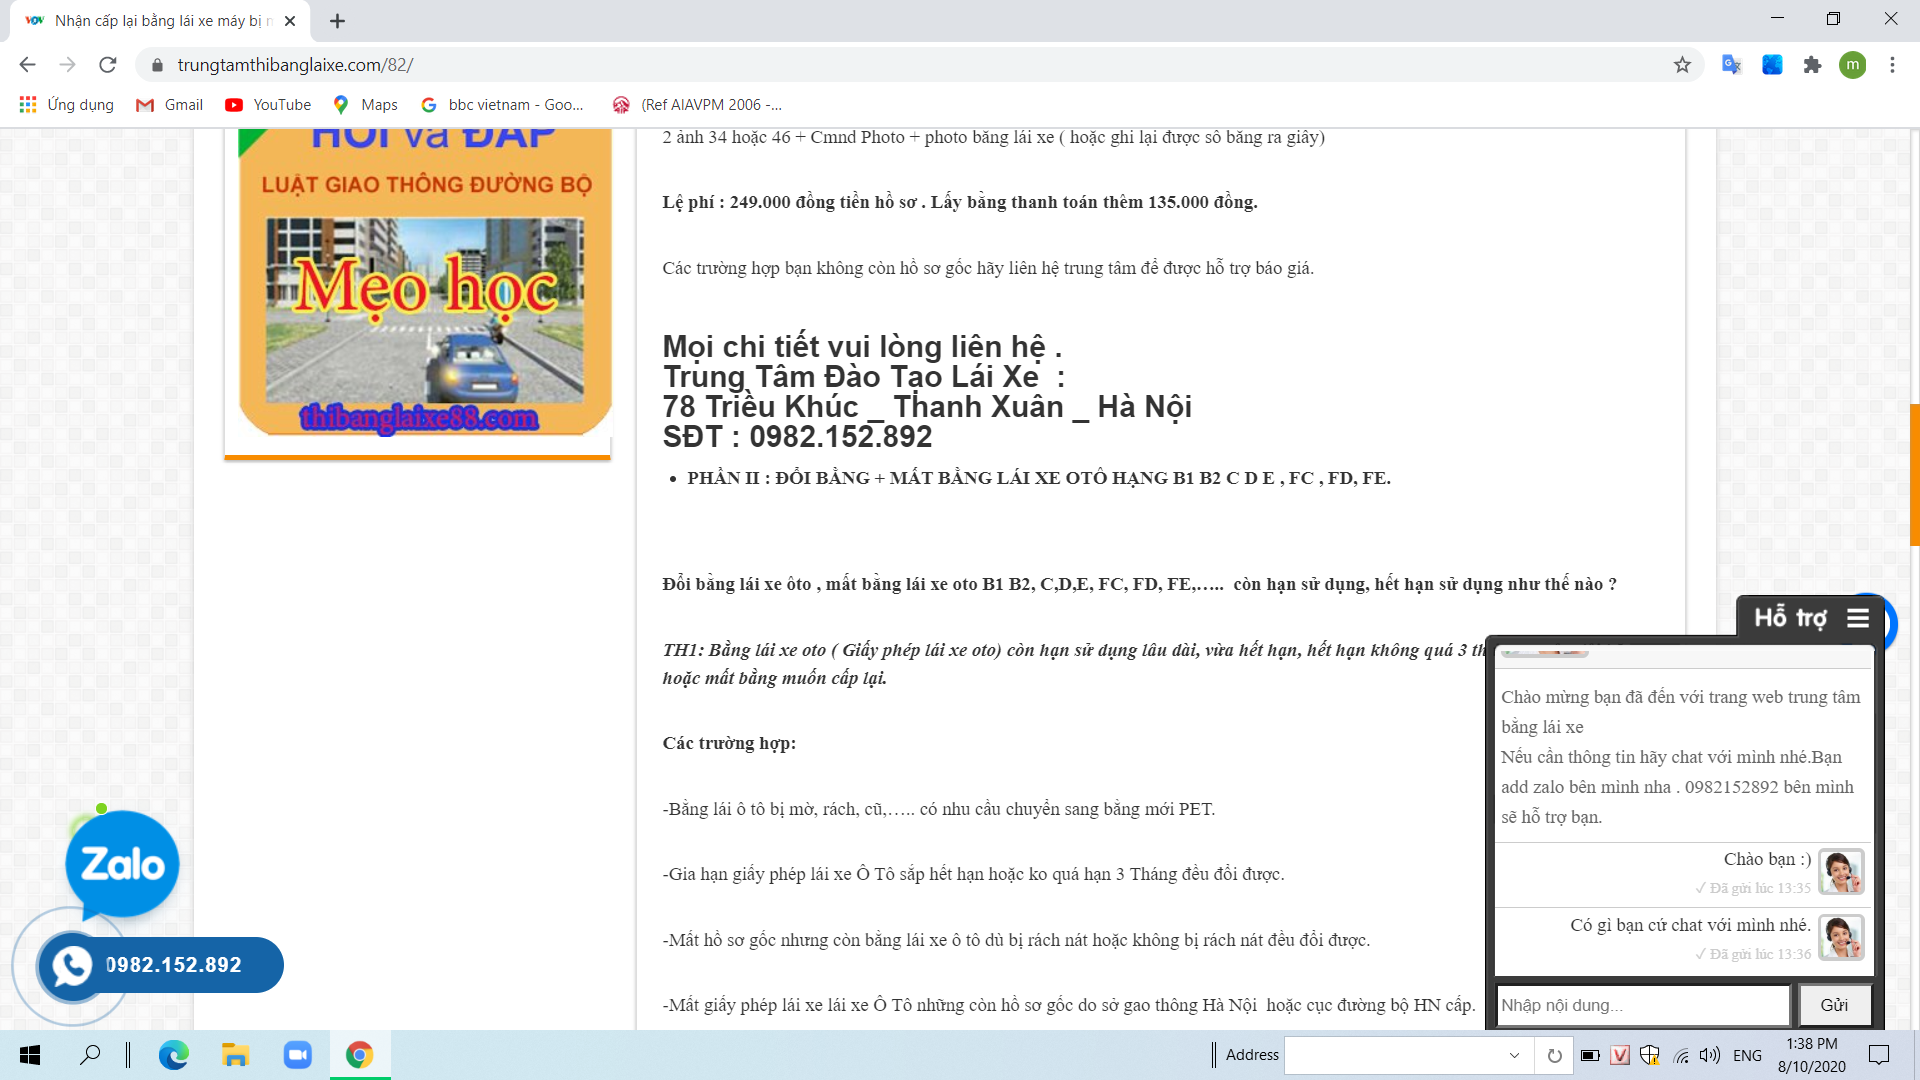 VOV Nhận cấp lại bằng lái xe máy bị
trungtamthibanglaixe.com/82/
m
Ứng dụng
Gmail
YouTube
Maps
bbc vietnam - Goo...
(Ref AIAVPM 2006 -...
HỎI và ĐÁP
LUẬT GIAO THÔNG ĐƯỜNG BỘ
Mẹo học
thibanglaixe88.com
2 ảnh 34 hoặc 46 + Cmnd Photo + photo bằng lái xe ( hoặc ghi lại được số bằng ra giấy)
Lệ phí : 249.000 đồng tiền hồ sơ . Lấy bằng thanh toán thêm 135.000 đồng.
Các trường hợp bạn không còn hồ sơ gốc hãy liên hệ trung tâm để được hỗ trợ báo giá.
Mọi chi tiết vui lòng liên hệ .
Trung Tâm Đào Tạo Lái Xe :
78 Triều Khúc _ Thanh Xuân _ Hà Nội
SĐT : 0982.152.892
• PHẦN II : ĐỔI BẰNG + MẤT BẰNG LÁI XE OTÔ HẠNG B1 B2 C D E , FC , FD, FE.
Đổi bằng lái xe ôto , mất bằng lái xe oto B1 B2, C,D,E, FC, FD, FE,….. còn hạn sử dụng, hết hạn sử dụng như thế nào ?
TH1: Bằng lái xe oto ( Giấy phép lái xe oto) còn hạn sử dụng lâu dài, vừa hết hạn, hết hạn không quá 3 th
hoặc mất bằng muốn cấp lại.
Các trường hợp:
-Bằng lái ô tô bị mờ, rách, cũ,….. có nhu cầu chuyển sang bằng mới PET.
-Gia hạn giấy phép lái xe Ô Tô sắp hết hạn hoặc ko quá hạn 3 Tháng đều đổi được.
-Mất hồ sơ gốc nhưng còn bằng lái xe ô tô dù bị rách nát hoặc không bị rách nát đều đổi được.
-Mất giấy phép lái xe lái xe Ô Tô những còn hồ sơ gốc do sở gao thông Hà Nội hoặc cục đường bộ HN cấp.
Hỗ trợ
Chào mừng bạn đã đến với trang web trung tâm
bằng lái xe
Nếu cần thông tin hãy chat với mình nhé.Bạn
add zalo bên mình nha . 0982152892 bên mình
sẽ hỗ trợ bạn.
Chào bạn :)
✓ Đã gửi lúc 13:35
Có gì bạn cứ chat với mình nhé.
✓ Đã gửi lúc 13:36
Nhập nội dung...
Gửi
Zalo
0982.152.892
Address
ENG
1:38 PM
8/10/2020